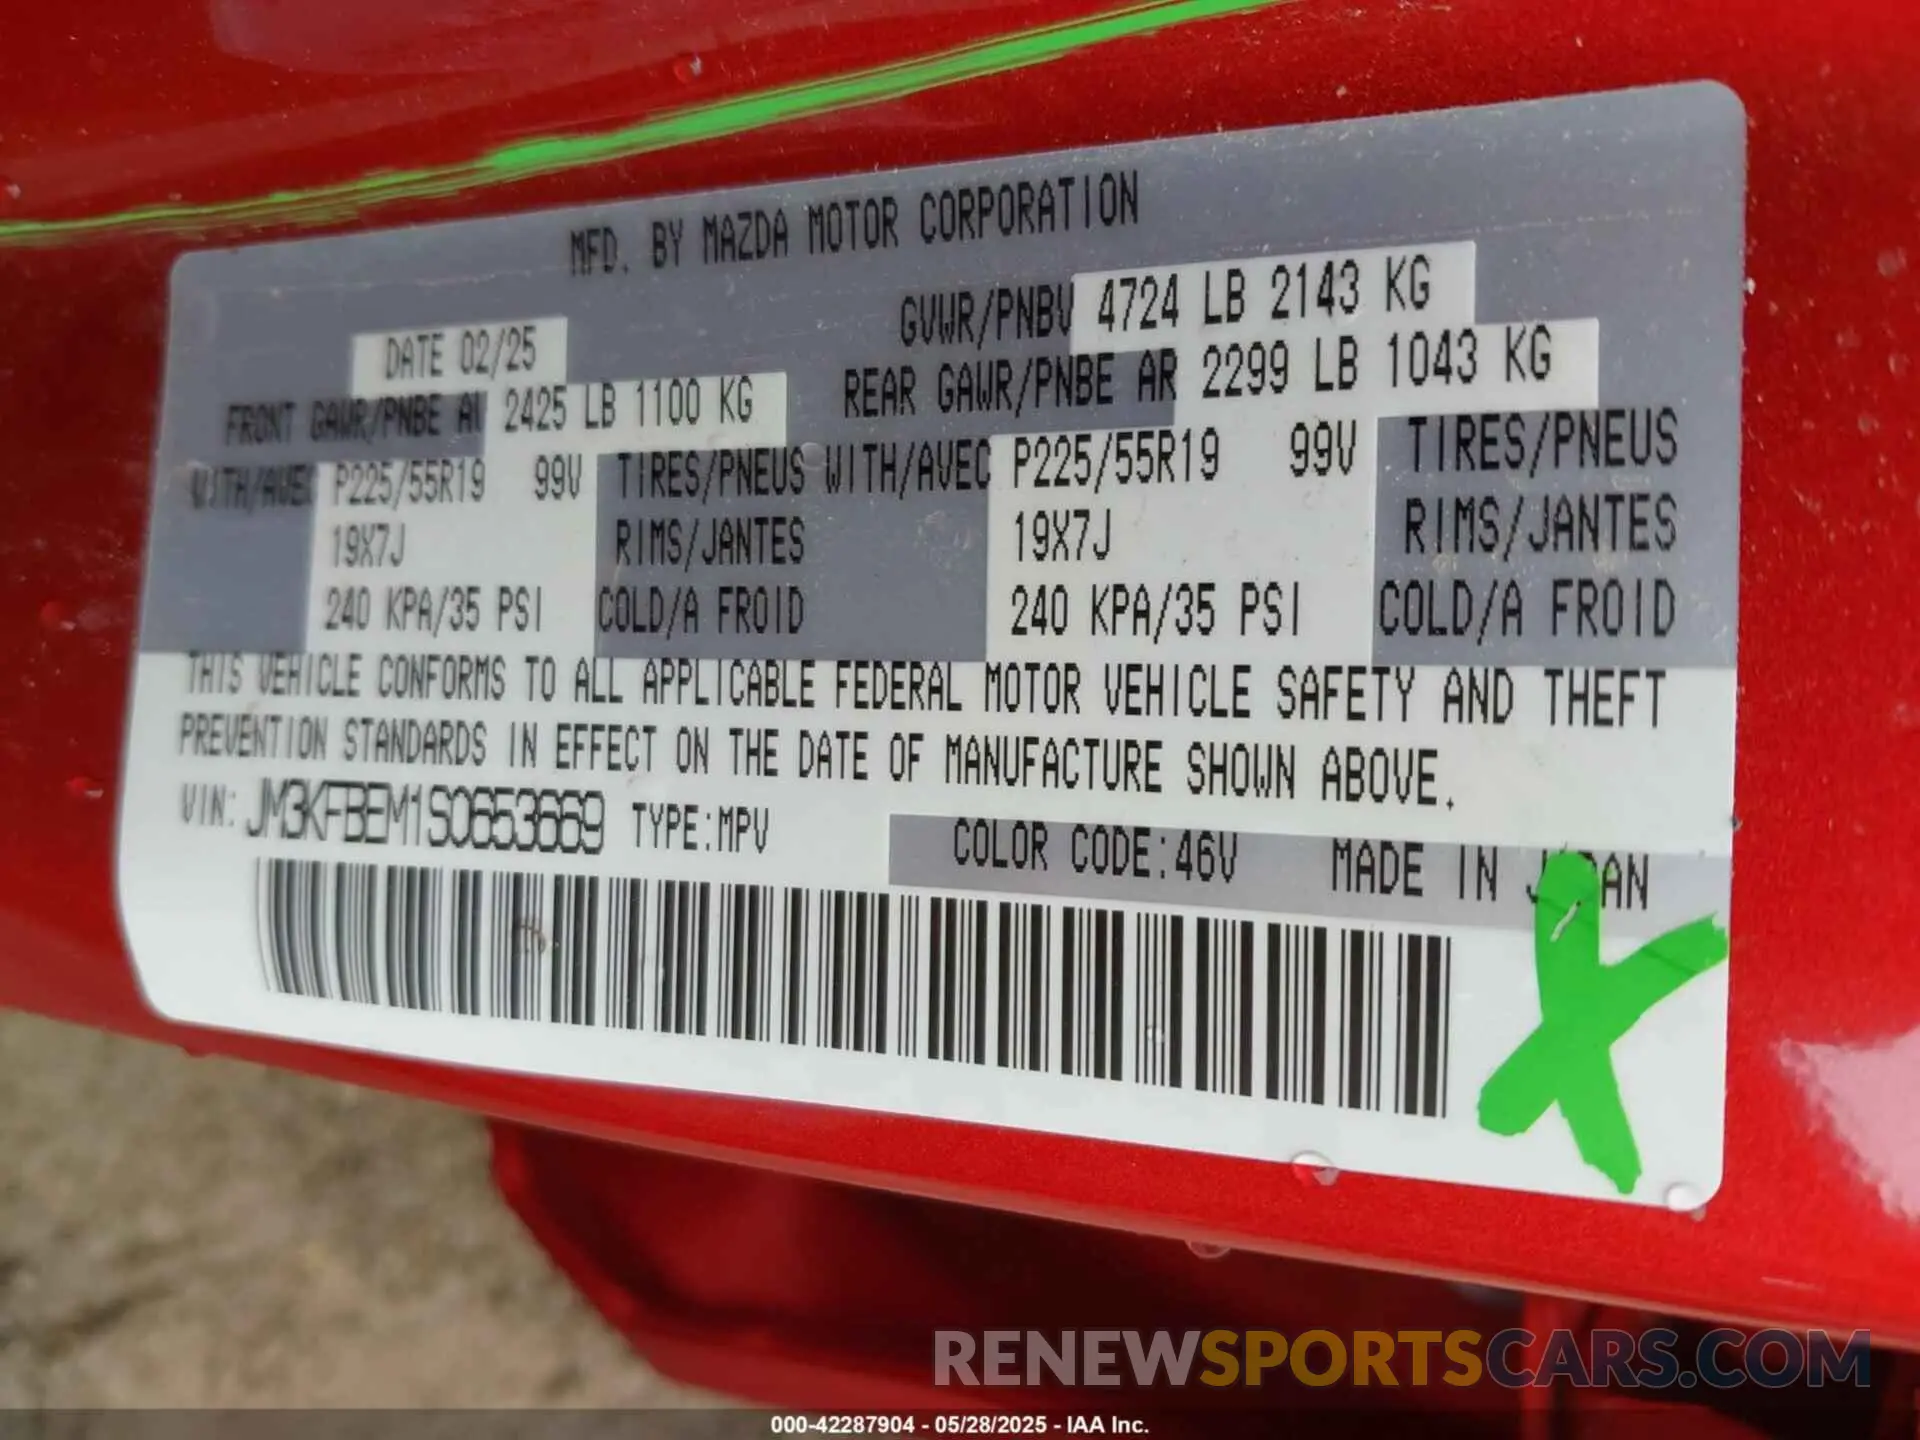 MFD. BY MAZDA MOTOR CORPORATION
DATE 02/25 GVWR/PNBV 4724 LB 2143 KG
FRONT GAWR/PNBE AV 2425 LB 1100 KG REAR GAWR/PNBE AR 2299 LB 1043 KG
WITH/AVEC P225/55R19 99V TIRES/PNEUS WITH/AVEC P225/55R19 99V TIRES/PNEUS
19X7J RIMS/JANTES 19X7J RIMS/JANTES
240 KPA/35 PSI COLD/A FROID 240 KPA/35 PSI COLD/A FROID
THIS VEHICLE CONFORMS TO ALL APPLICABLE FEDERAL MOTOR VEHICLE SAFETY AND THEFT
PREVENTION STANDARDS IN EFFECT ON THE DATE OF MANUFACTURE SHOWN ABOVE.
VIN: JM3KFBEM1S0653669 TYPE:MPV COLOR CODE:46V MADE IN JAPAN
RENEWSPORTSCARS.COM
000-42287904 - 05/28/2025 - IAA Inc.